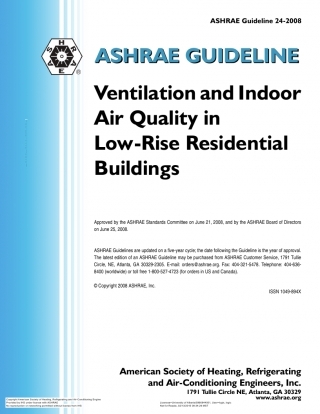 ASHRAE Guideline 24-2008
ASHRAE
ASHRAE GUIDELINE
Ventilation and Indoor
Air Quality in
Low-Rise Residential
Buildings
Approved by the ASHRAE Standards Committee on June 21, 2008, and by the ASHRAE Board of Directors
on June 25, 2008.
ASHRAE Guidelines are updated on a five-year cycle; the date following the Guideline is the year of approval.
The latest edition of an ASHRAE Guideline may be purchased from ASHRAE Customer Service, 1791 Tullie
Circle, NE, Atlanta, GA 30329-2305. E-mail: orders@ashrae.org. Fax: 404-321-5478. Telephone: 404-636-
8400 (worldwide) or toll free 1-800-527-4723 (for orders in US and Canada).
© Copyright 2008 ASHRAE, Inc.
ISSN 1049-894X
American Society of Heating, Refrigerating
and Air-Conditioning Engineers, Inc.
1791 Tullie Circle NE, Atlanta, GA 30329
www.ashrae.org